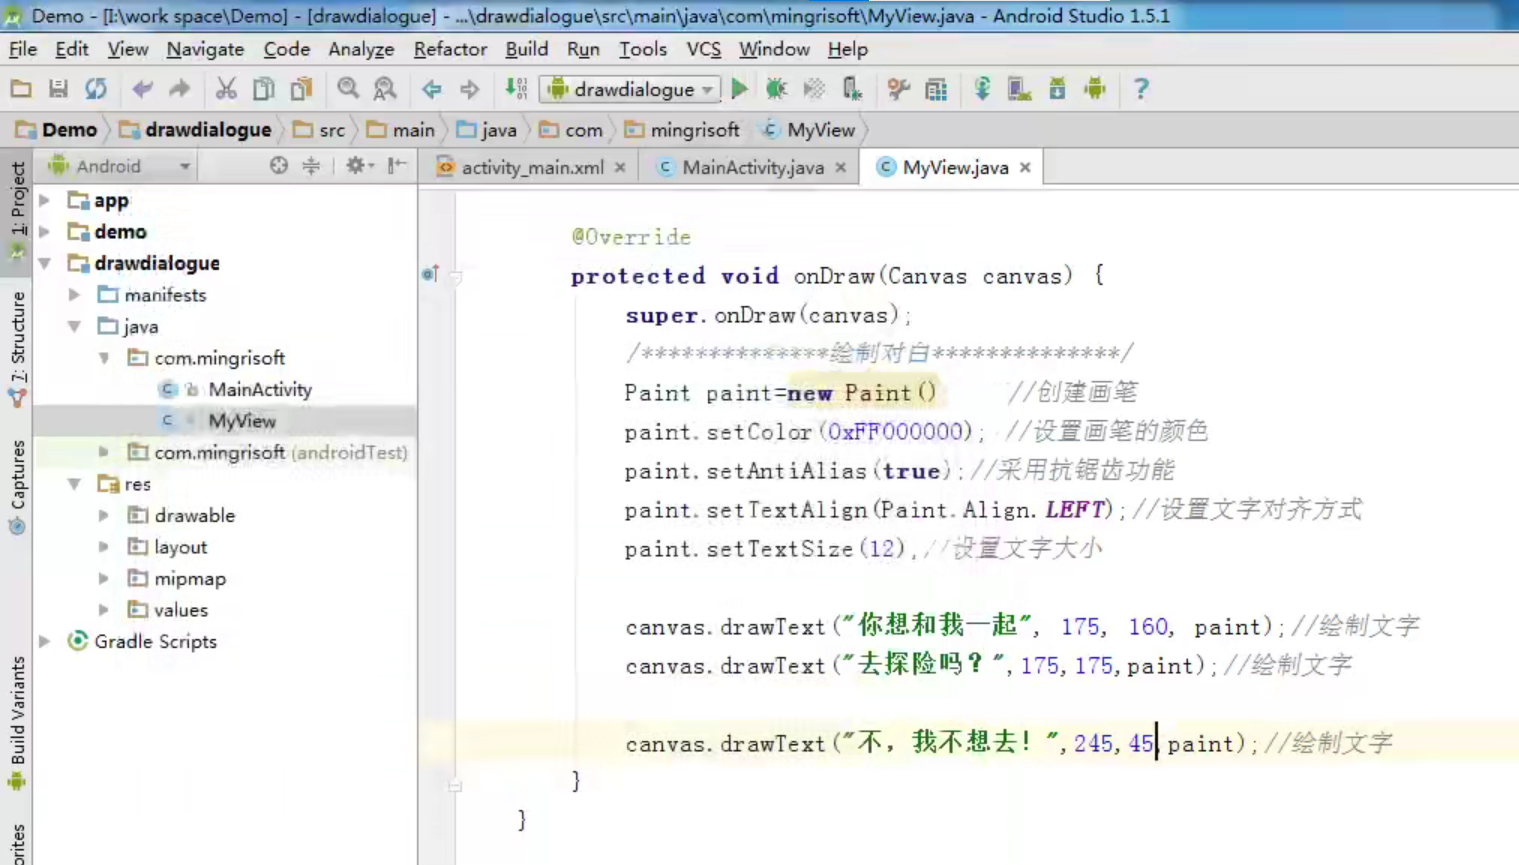 Demo - [I:\work space\Demo] - [drawdialogue] - ...\drawdialogue\src\main\java\com\mingrisoft\MyView.java - Android Studio 1.5.1
File Edit View Navigate Code Analyze Refactor Build Run Tools VCS Window Help
drawdialogue
Demo drawdialogue src main java com mingrisoft MyView
1: Project
7: Structure
Captures
Build Variants
Android
app
demo
drawdialogue
manifests
java
com.mingrisoft
MainActivity
MyView
com.mingrisoft (androidTest)
res
drawable
layout
mipmap
values
Gradle Scripts
activity_main.xml MainActivity.java MyView.java
@Override
protected void onDraw(Canvas canvas) {
super.onDraw(canvas);
/**************绘制对白**************/
Paint paint=new Paint() //创建画笔
paint.setColor(0xFF000000); //设置画笔的颜色
paint.setAntiAlias(true);//采用抗锯齿功能
paint.setTextAlign(Paint.Align.LEFT);//设置文字对齐方式
paint.setTextSize(12),//设置文字大小
canvas.drawText("你想和我一起", 175, 160, paint);//绘制文字
canvas.drawText("去探险吗？",175,175,paint);//绘制文字
canvas.drawText("不，我不想去！",245,45,paint);//绘制文字
}
}